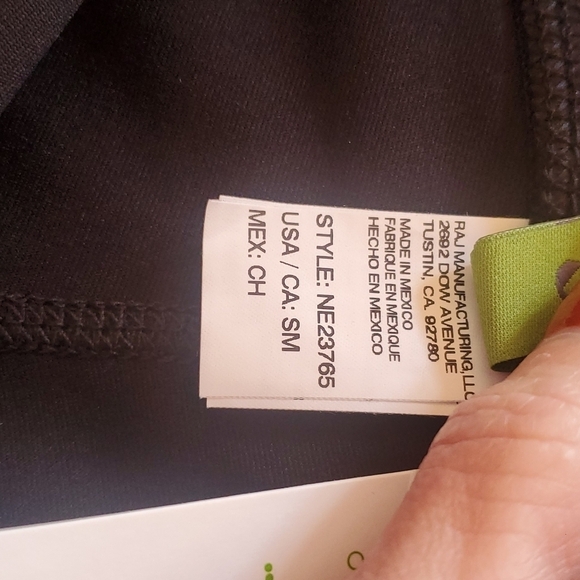 RAJ MANUFACTURING, LLC
2692 DOW AVENUE
TUSTIN, CA. 92780
MADE IN MEXICO
FABRIQUE EN MEXIQUE
HECHO EN MEXICO
STYLE: NE23765
USA / CA: SM
MEX: CH